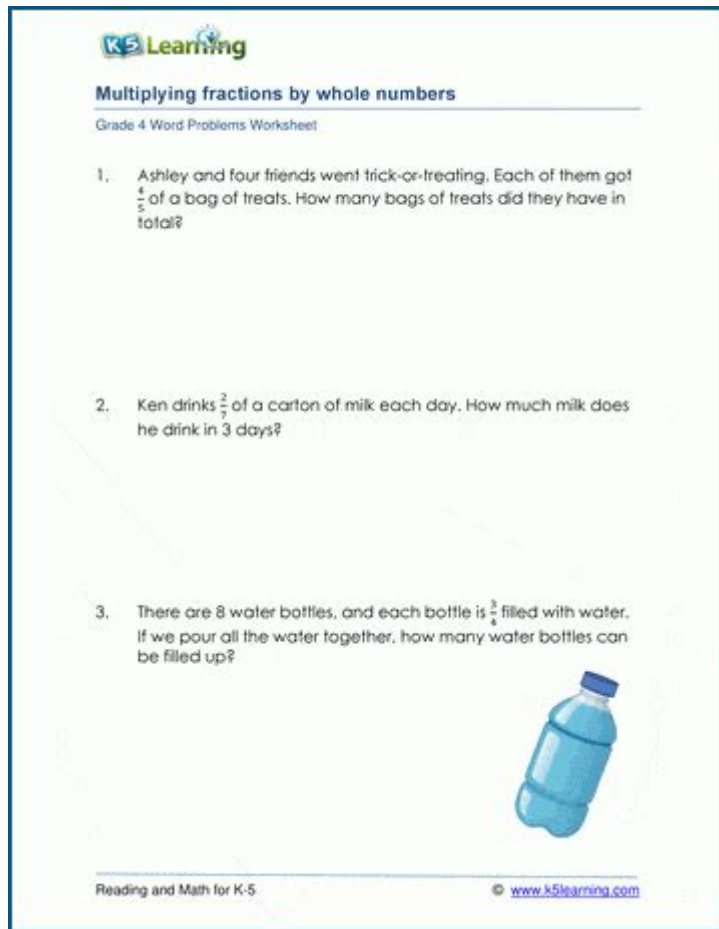 K5 Learning
Multiplying fractions by whole numbers
Grade 4 Word Problems Worksheet
1. Ashley and four friends went trick-or-treating. Each of them got
4/5 of a bag of treats. How many bags of treats did they have in
total?
2. Ken drinks 2/7 of a carton of milk each day. How much milk does
he drink in 3 days?
3. There are 8 water bottles, and each bottle is 3/4 filled with water.
If we pour all the water together, how many water bottles can
be filled up?
Reading and Math for K-5 © www.k5learning.com